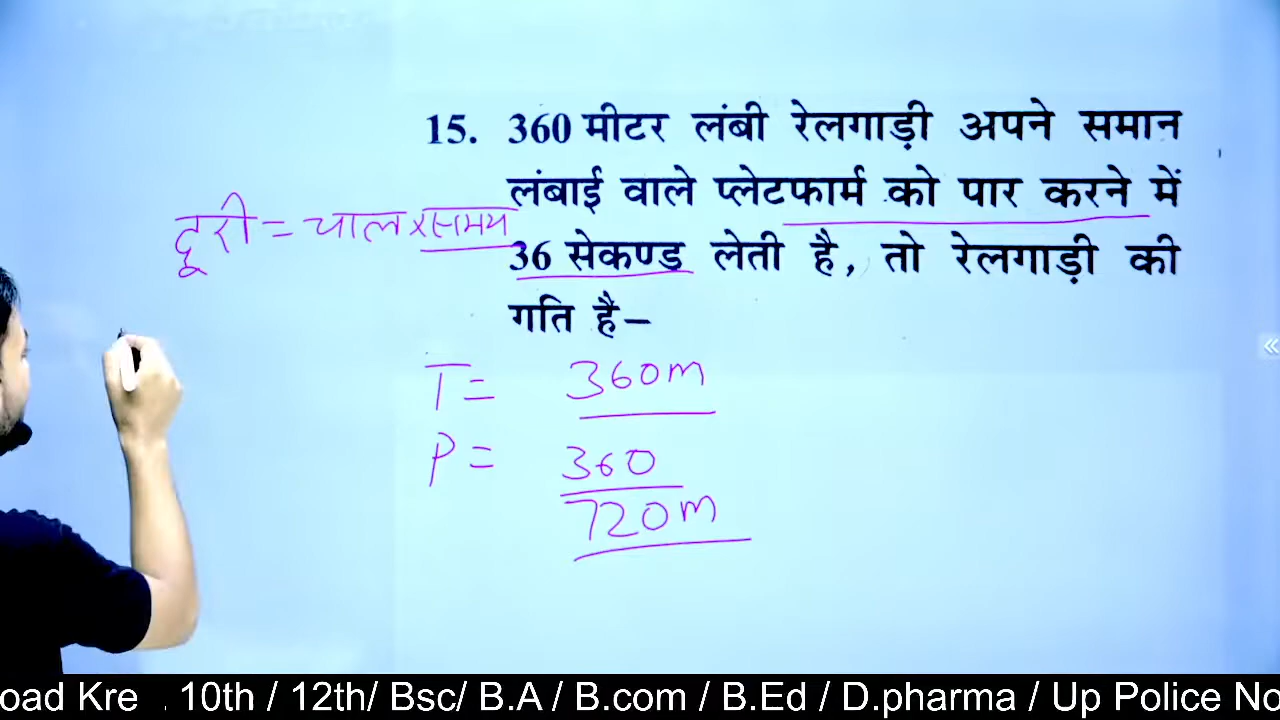 15. 360 मीटर लंबी रेलगाड़ी अपने समान
लंबाई वाले प्लेटफार्म को पार करने में
दूरी = चाल × समय
36 सेकण्ड लेती है, तो रेलगाड़ी की
गति है–
T = 360m
P = 360
720m
oad Kre . 10th / 12th/ Bsc/ B.A / B.com / B.Ed / D.pharma / Up Police No